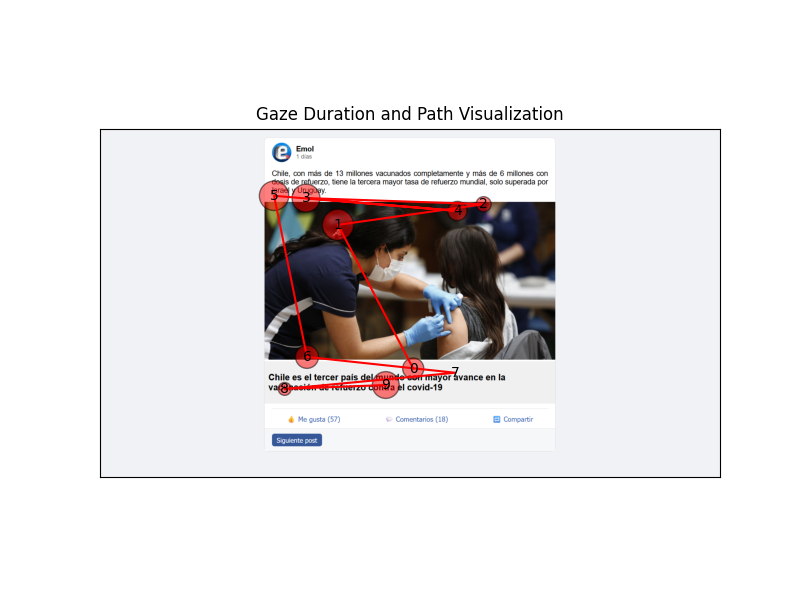 Gaze Duration and Path Visualization
Emol
1 días
Chile, con más de 13 millones vacunados completamente y más de 6 millones con
dosis de refuerzo, tiene la tercera mayor tasa de refuerzo mundial, solo superada por
Israel y Uruguay.
5
3
4
2
1
6
0
7
Chile es el tercer país del mundo con mayor avance en la
vacunación de refuerzo contra el covid-19
8
9
Me gusta (57)
Comentarios (18)
Compartir
Siguiente post